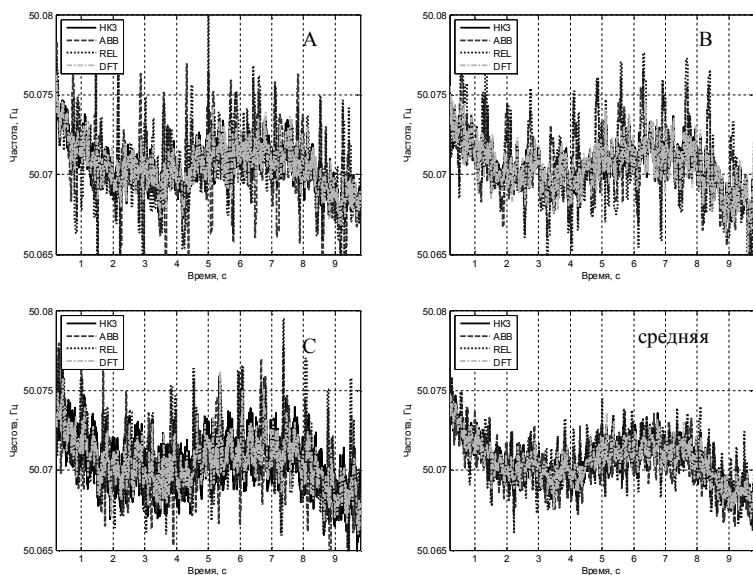 50.08
НКЗ
ABB
REL
DFT
A
50.075
50.07
50.065
Частота, Гц
1 2 3 4 5 6 7 8 9
Время, с
50.08
НКЗ
ABB
REL
DFT
B
50.075
50.07
50.065
Частота, Гц
1 2 3 4 5 6 7 8 9
Время, с
50.08
НКЗ
ABB
REL
DFT
C
50.075
50.07
50.065
Частота, Гц
1 2 3 4 5 6 7 8 9
Время, с
50.08
НКЗ
ABB
REL
DFT
средняя
50.075
50.07
50.065
Частота, Гц
1 2 3 4 5 6 7 8 9
Время, с